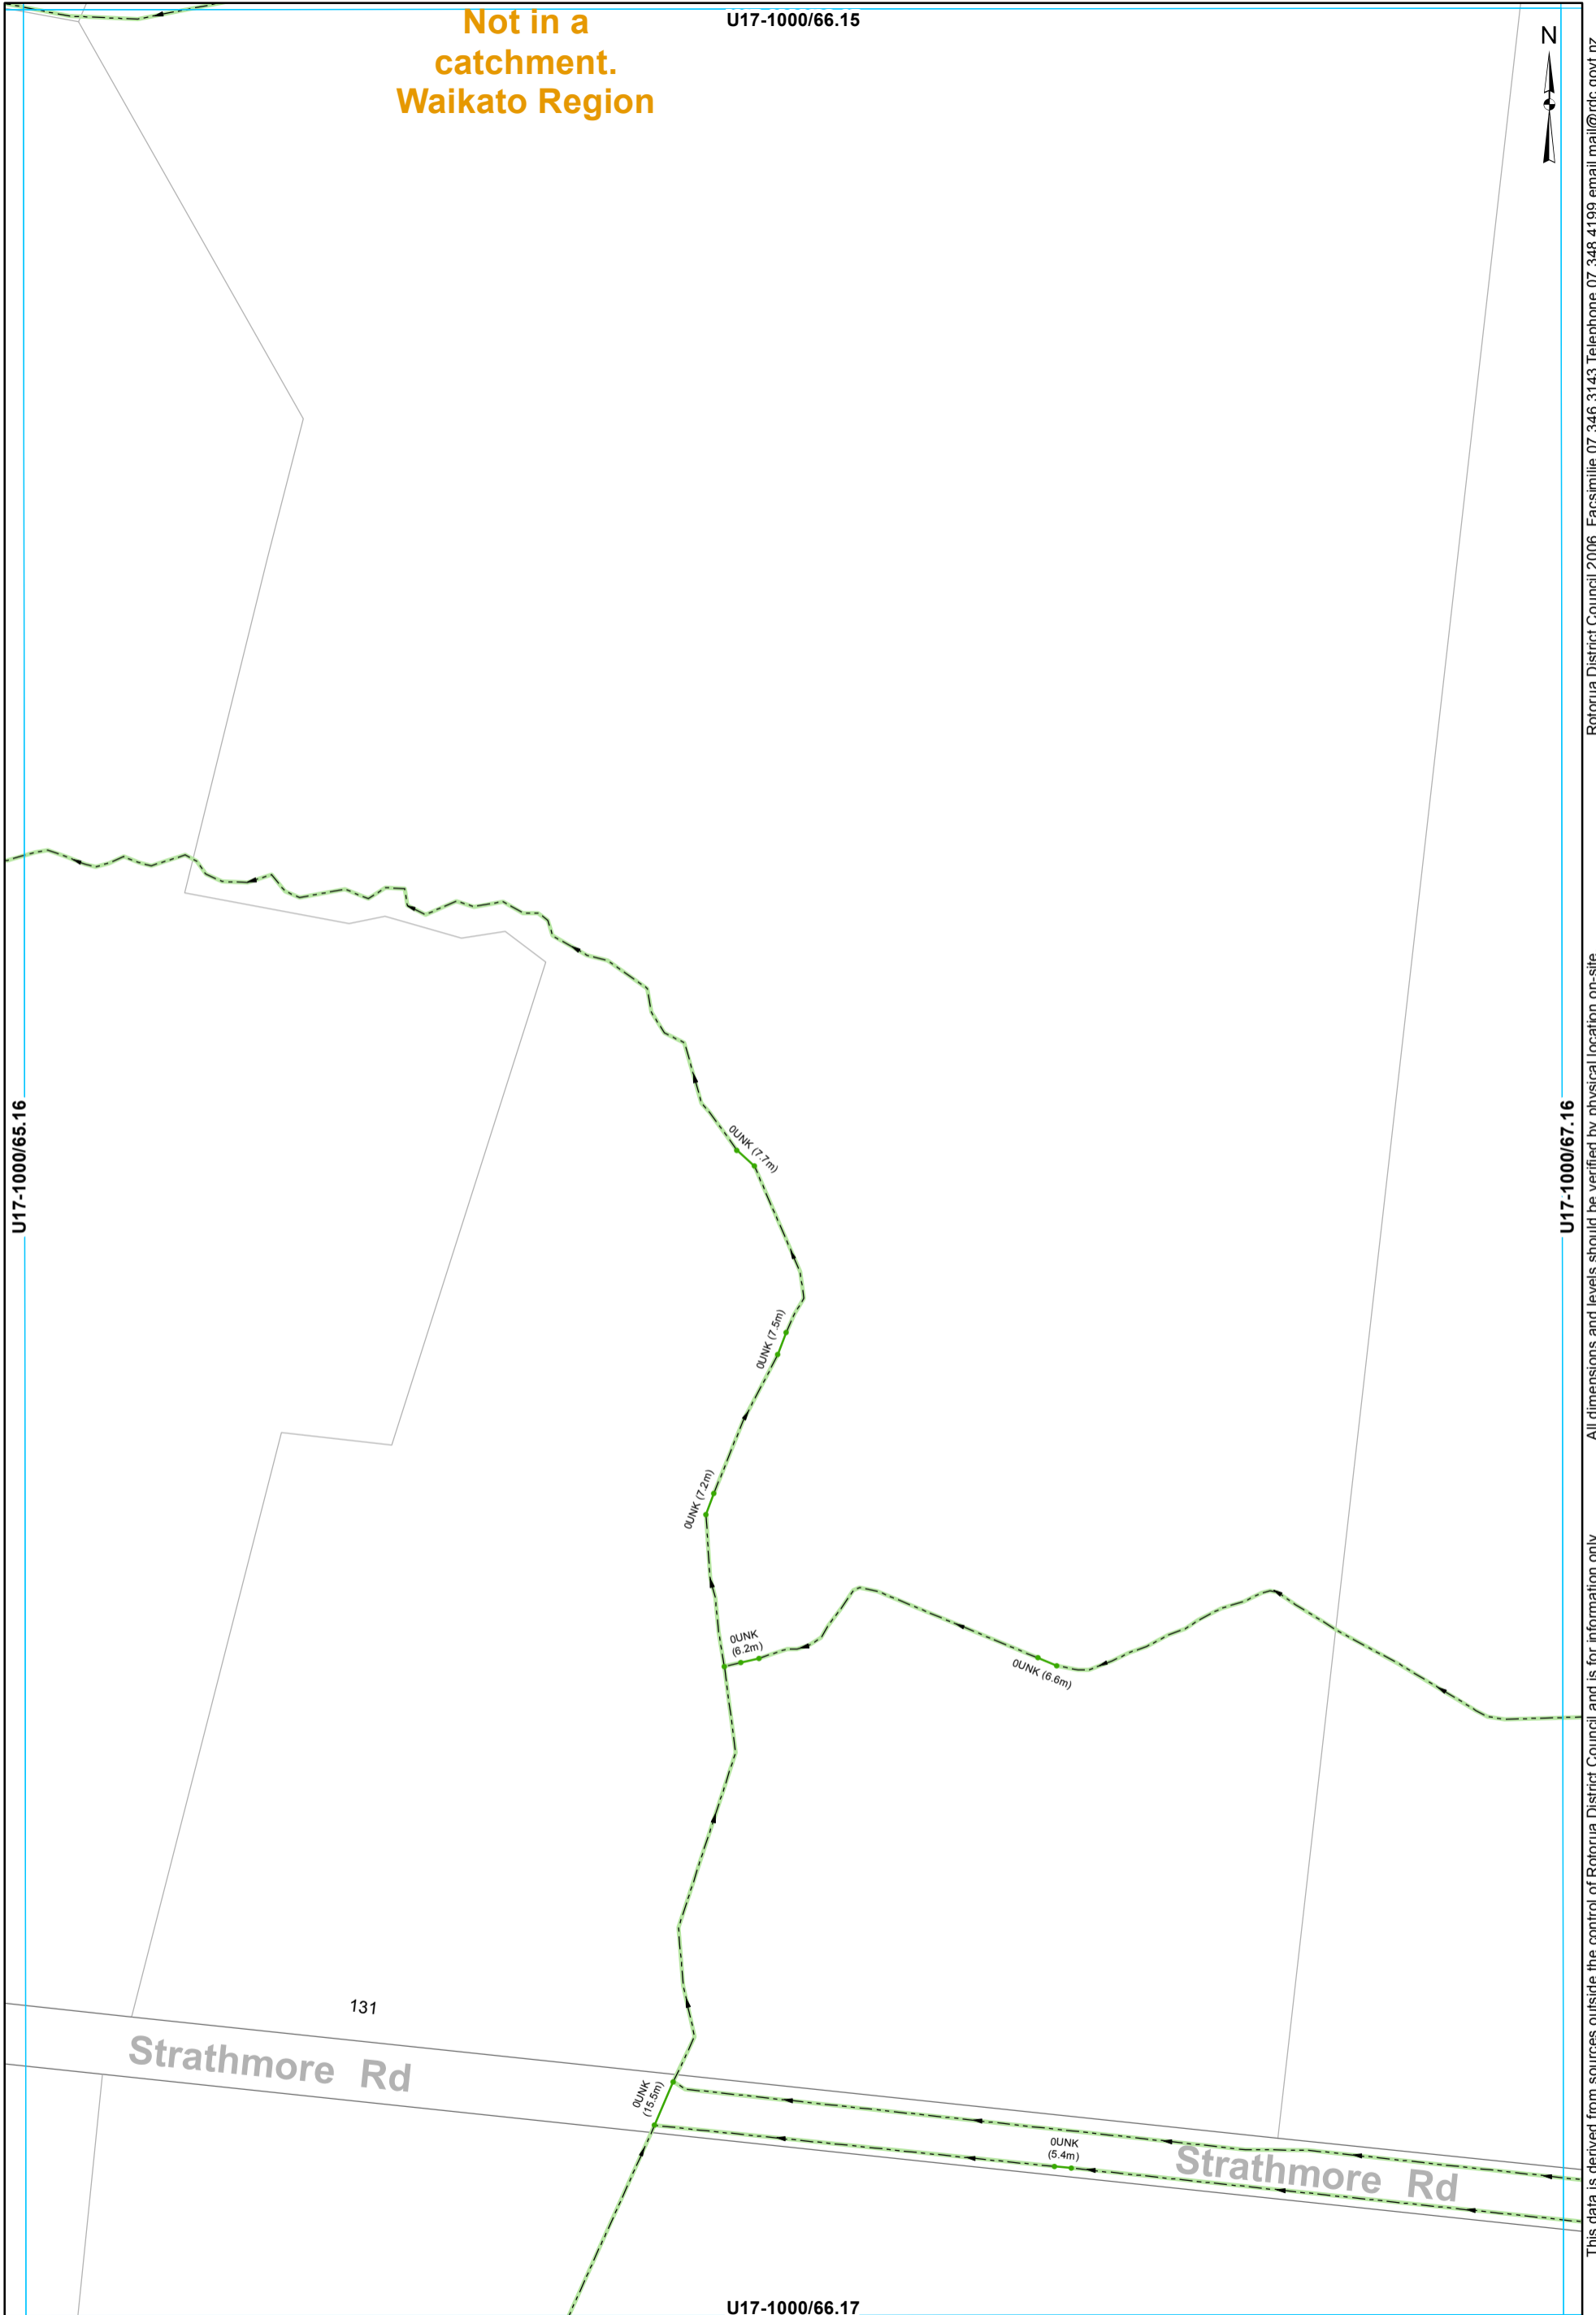 Not in a
catchment.
Waikato Region
U17-1000/66.15
N
Rotorua District Council 2006 Facsimilie 07 346 3143 Telephone 07 348 4199 email mail@rdc.govt.nz
U17-1000/65.16
U17-1000/67.16
All dimensions and levels should be verified by physical location on-site
0UNK (7.7m)
0UNK (7.5m)
0UNK (7.2m)
0UNK
(6.2m)
0UNK (6.6m)
This data is derived from sources outside the control of Rotorua District Council and is for information only
131
Strathmore Rd
0UNK
(15.5m)
0UNK
(5.4m)
Strathmore Rd
U17-1000/66.17